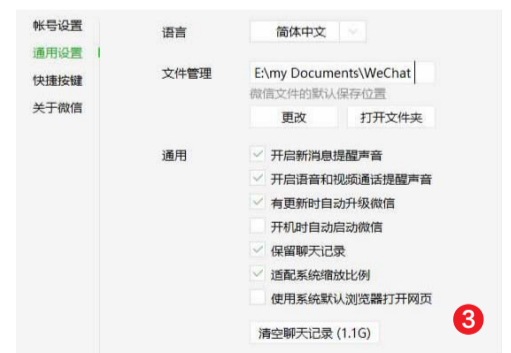 帐号设置
通用设置
快捷按键
关于微信
语言 简体中文
文件管理 E:\my Documents\WeChat
微信文件的默认保存位置
更改 打开文件夹
通用 开启新消息提醒声音
开启语音和视频通话提醒声音
有更新时自动升级微信
开机时自动启动微信
保留聊天记录
适配系统缩放比例
使用系统默认浏览器打开网页
清空聊天记录 (1.1G)
3